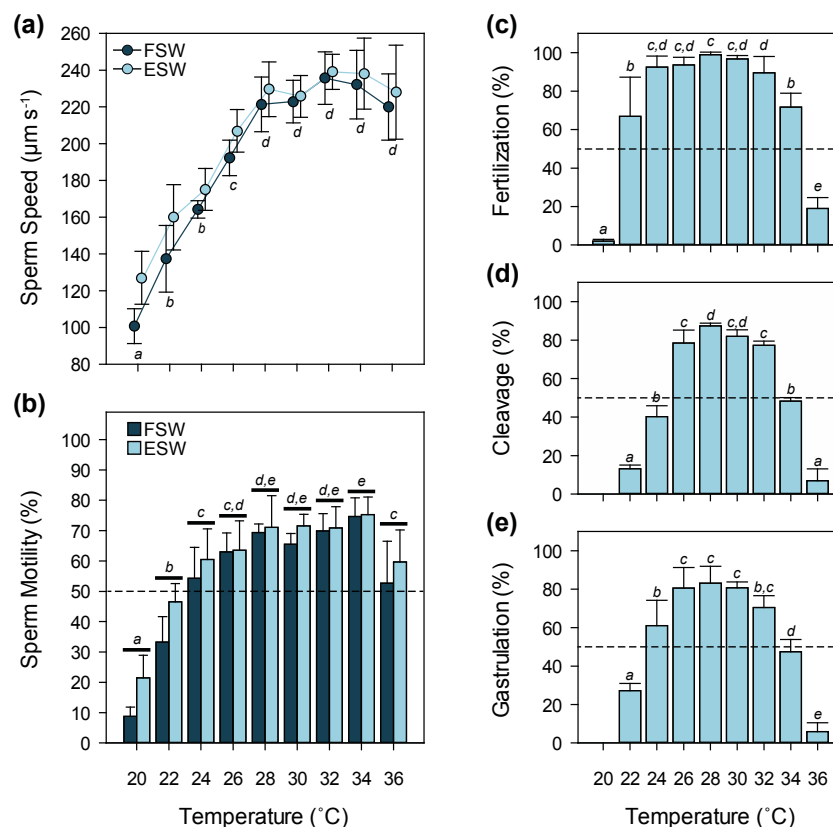 (a)
260
240
220
200
180
160
140
120
100
80
Sperm Speed (µm s⁻¹)
FSW
ESW
a
b
b
c
d
d
d
d
d
(b)
100
90
80
70
60
50
40
30
20
10
0
Sperm Motility (%)
FSW
ESW
a
b
c
c,d
d,e
d,e
d,e
e
c
20 22 24 26 28 30 32 34 36
Temperature (˚C)
(c)
100
80
60
40
20
0
Fertilization (%)
a
b
c,d
c,d
c
c,d
d
d
e
(d)
80
60
40
20
0
Cleavage (%)
a
b
c
d
c,d
c
b
a
(e)
80
60
40
20
0
Gastrulation (%)
a
b
c
c
c
b,c
d
e
20 22 24 26 28 30 32 34 36
Temperature (˚C)